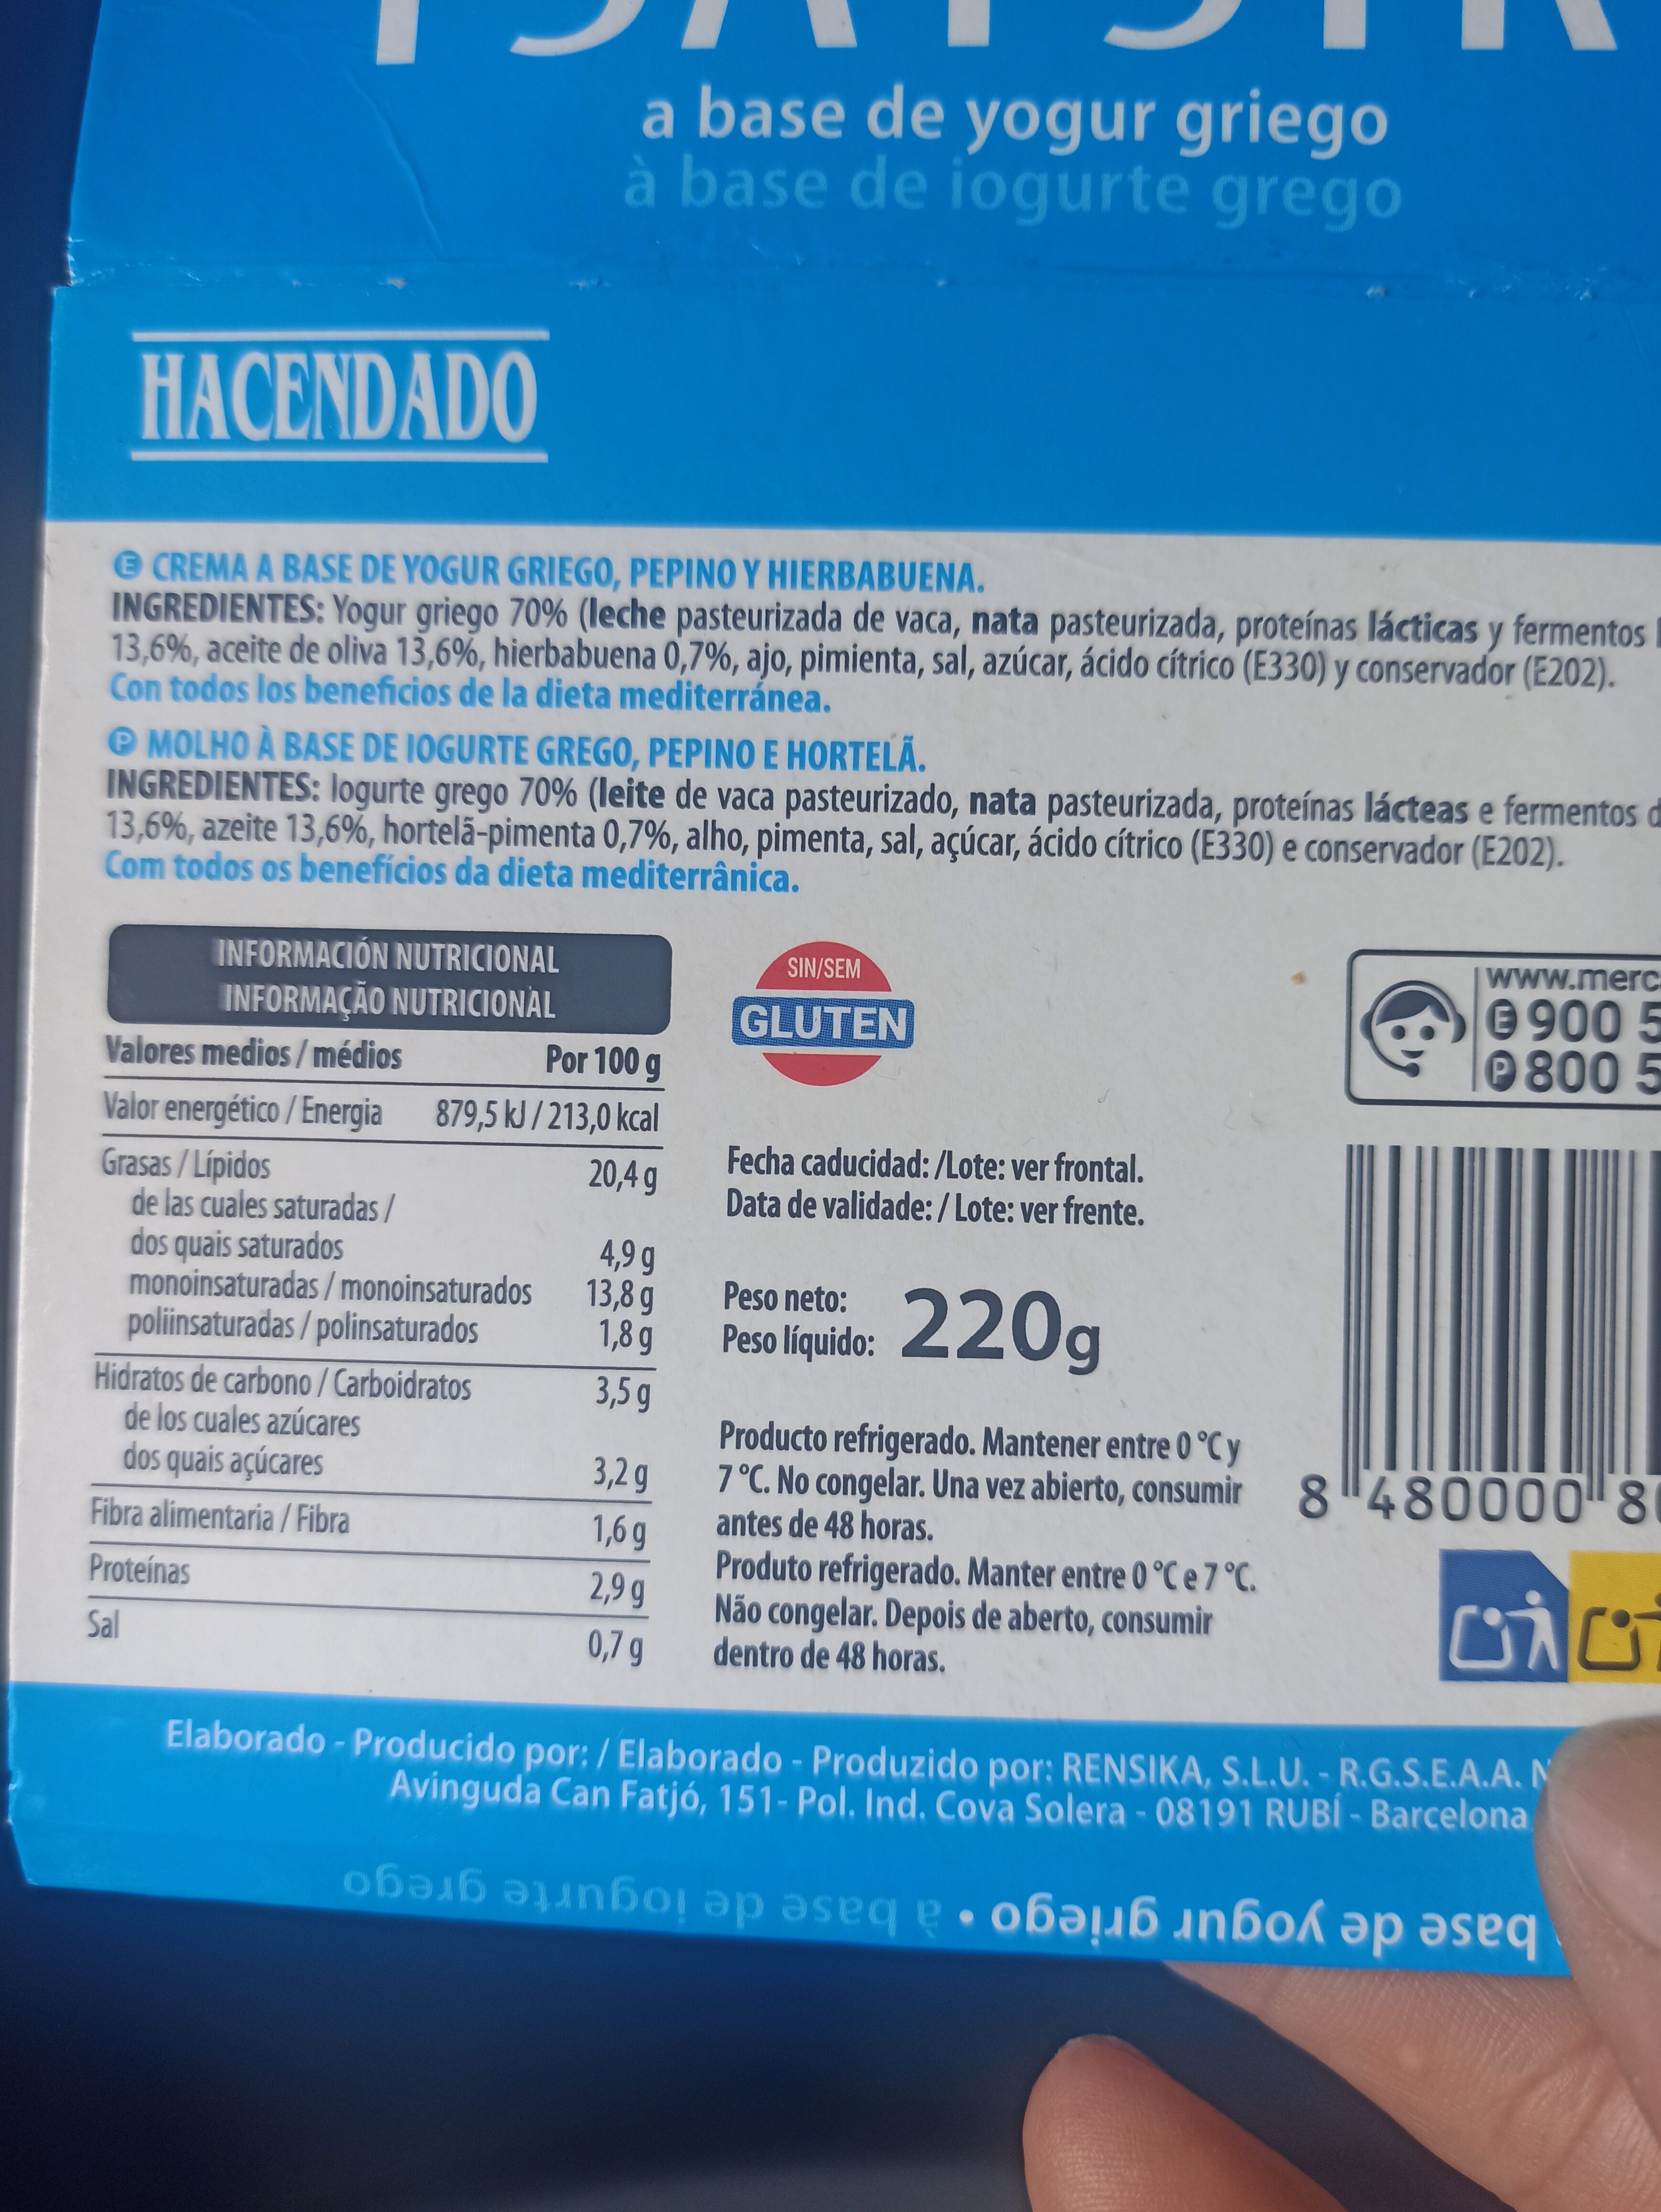 a base de yogur griego
à base de iogurte grego
HACENDADO
Ⓔ CREMA A BASE DE YOGUR GRIEGO, PEPINO Y HIERBABUENA.
INGREDIENTES: Yogur griego 70% (leche pasteurizada de vaca, nata pasteurizada, proteínas lácticas y fermentos
13,6%, aceite de oliva 13,6%, hierbabuena 0,7%, ajo, pimienta, sal, azúcar, ácido cítrico (E330) y conservador (E202).
Con todos los beneficios de la dieta mediterránea.
Ⓟ MOLHO À BASE DE IOGURTE GREGO, PEPINO E HORTELÃ.
INGREDIENTES: Iogurte grego 70% (leite de vaca pasteurizado, nata pasteurizada, proteínas lácteas e fermentos
13,6%, azeite 13,6%, hortelã-pimenta 0,7%, alho, pimenta, sal, açúcar, ácido cítrico (E330) e conservador (E202).
Com todos os benefícios da dieta mediterrânica.
INFORMACIÓN NUTRICIONAL
INFORMAÇÃO NUTRICIONAL
Valores medios / médios Por 100 g
Valor energético / Energia 879,5 kJ / 213,0 kcal
Grasas / Lípidos 20,4 g
de las cuales saturadas /
dos quais saturados 4,9 g
monoinsaturadas / monoinsaturados 13,8 g
poliinsaturadas / polinsaturados 1,8 g
Hidratos de carbono / Carboidratos 3,5 g
de los cuales azúcares
dos quais açúcares 3,2 g
Fibra alimentaria / Fibra 1,6 g
Proteínas 2,9 g
Sal 0,7 g
SIN/SEM
GLUTEN
Fecha caducidad: /Lote: ver frontal.
Data de validade: / Lote: ver frente.
Peso neto:
Peso líquido: 220g
Producto refrigerado. Mantener entre 0 °C y
7 °C. No congelar. Una vez abierto, consumir
antes de 48 horas.
Produto refrigerado. Manter entre 0 °C e 7 °C.
Não congelar. Depois de aberto, consumir
dentro de 48 horas.
www.merc
Ⓔ 900 5
Ⓟ 800 5
8 480000 8
Elaborado - Producido por: / Elaborado - Produzido por: RENSIKA, S.L.U. - R.G.S.E.A.A. N
Avinguda Can Fatjó, 151- Pol. Ind. Cova Solera - 08191 RUBÍ - Barcelona
base de yogur griego • à base de iogurte grego